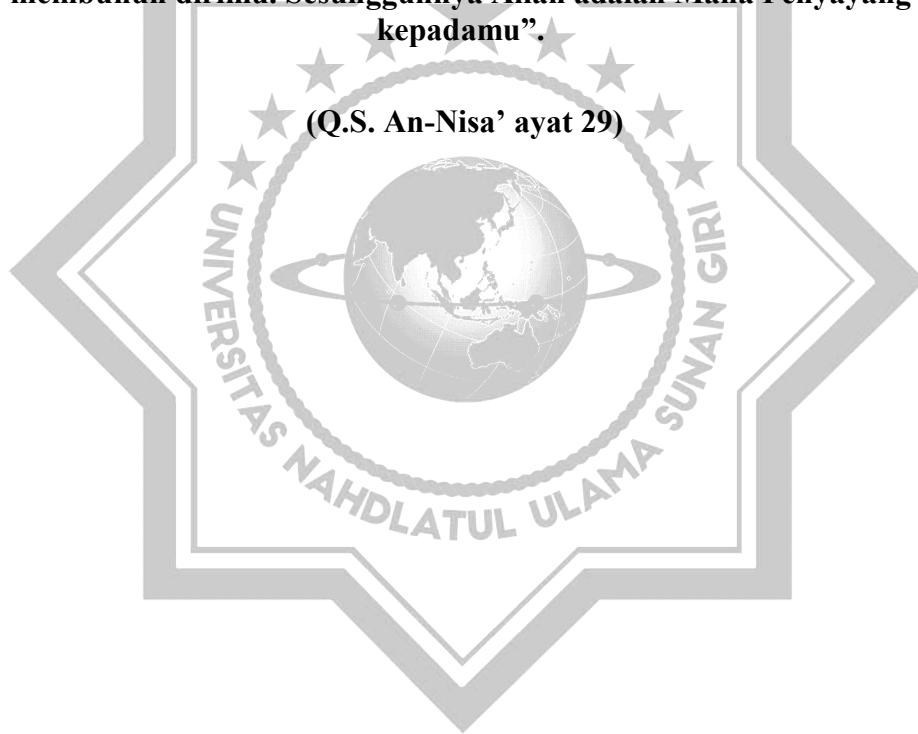 membunuh dirimu. Sesungguhnya Allah adalah Maha Penyayang
kepadamu”.
(Q.S. An-Nisa’ ayat 29)
UNIVERSITAS NAHDLATUL ULAMA SUNAN GIRI